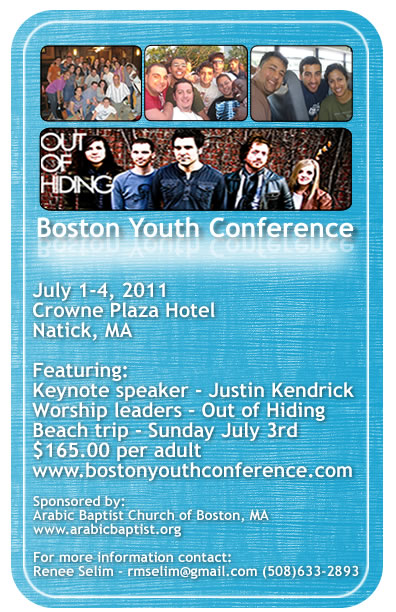 OUT
OF
HIDING
Boston Youth Conference
July 1-4, 2011
Crowne Plaza Hotel
Natick, MA
Featuring:
Keynote speaker - Justin Kendrick
Worship leaders - Out of Hiding
Beach trip - Sunday July 3rd
$165.00 per adult
www.bostonyouthconference.com
Sponsored by:
Arabic Baptist Church of Boston, MA
www.arabicbaptist.org
For more information contact:
Renee Selim - rmselim@gmail.com (508)633-2893